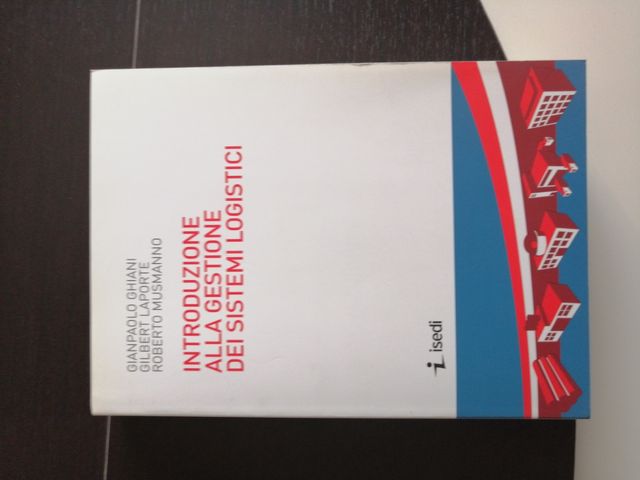 GIANPAOLO GHIANI
GILBERT LAPORTE
ROBERTO MUSMANNO
INTRODUZIONE
ALLA GESTIONE
DEI SISTEMI LOGISTICI
isedi